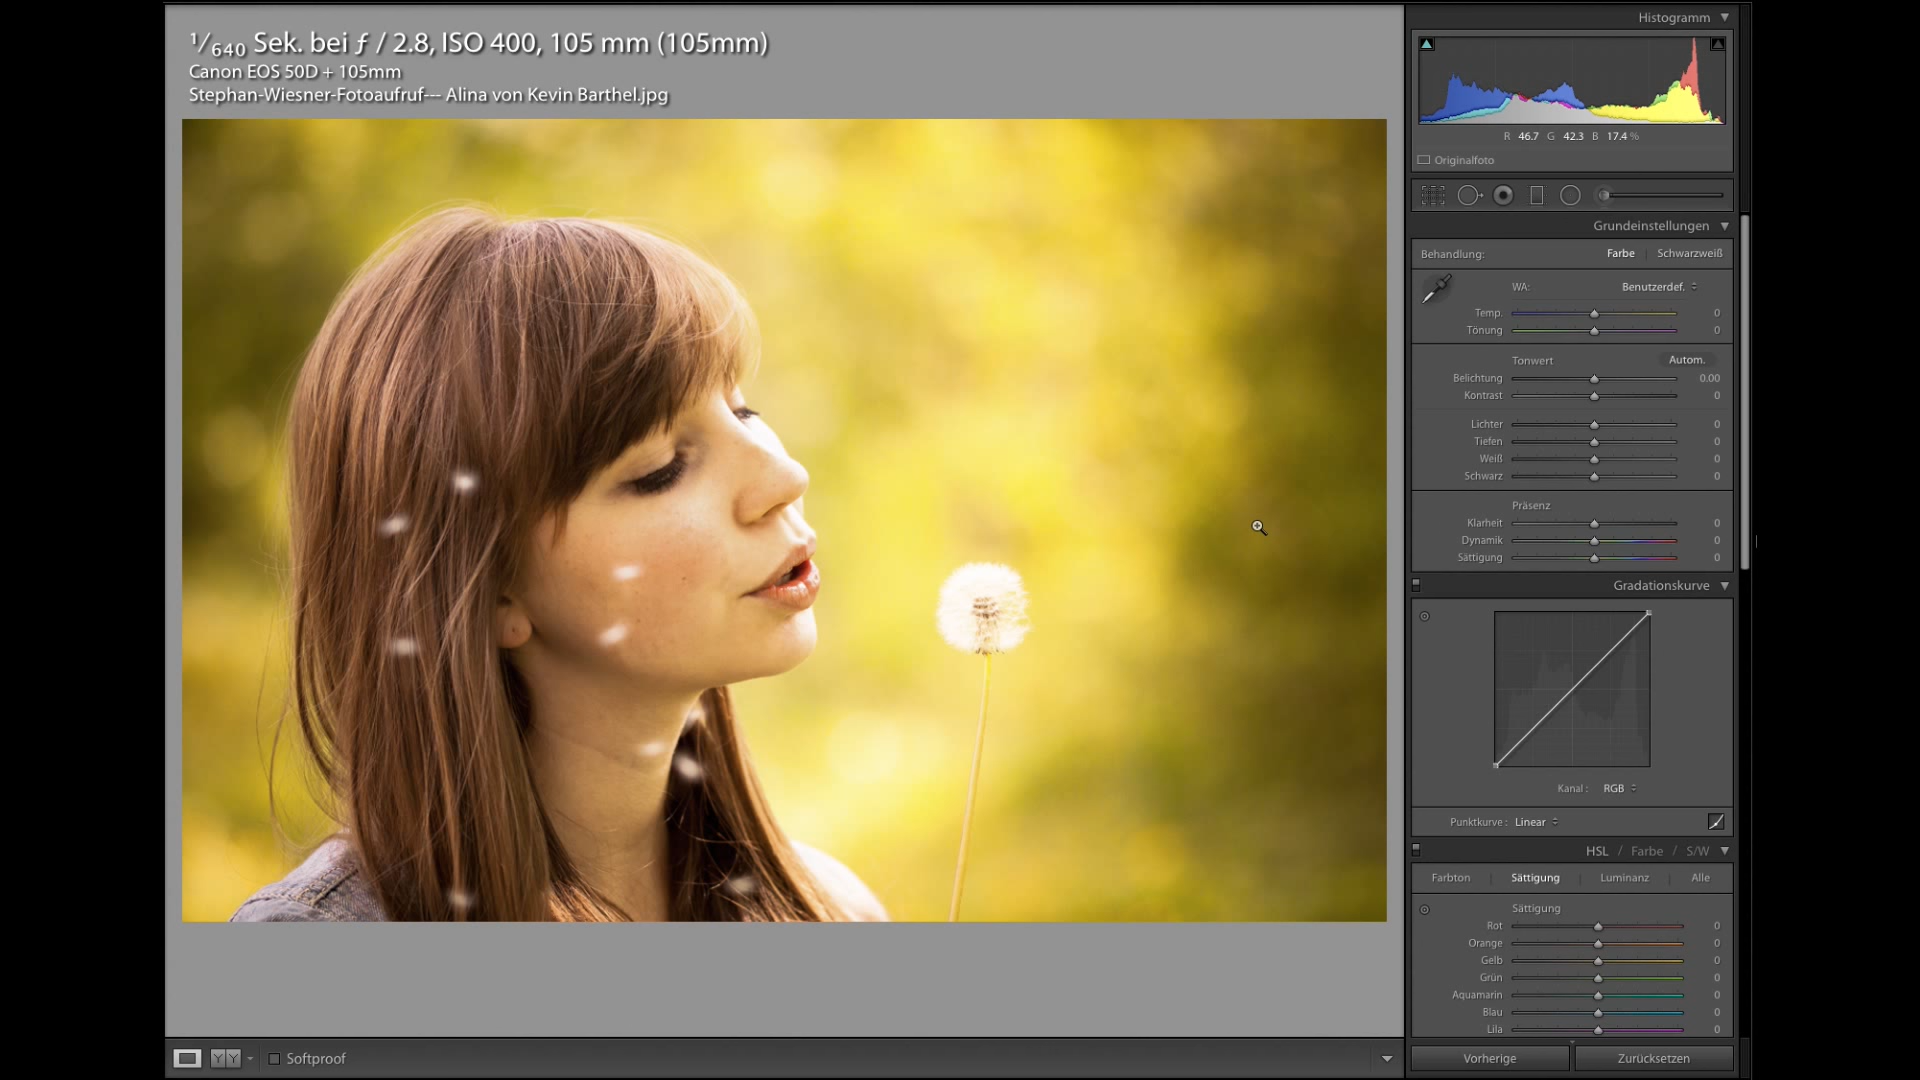 ¹⁄₆₄₀ Sek. bei ƒ / 2.8, ISO 400, 105 mm (105mm)
Canon EOS 50D + 105mm
Stephan-Wiesner-Fotoaufruf--- Alina von Kevin Barthel.jpg
Histogramm
R 46.7 G 42.3 B 17.4 %
Originalfoto
Grundeinstellungen
Behandlung: Farbe | Schwarzweiß
WA: Benutzerdef.
Temp. 0
Tönung 0
Tonwert Autom.
Belichtung 0.00
Kontrast 0
Lichter 0
Tiefen 0
Weiß 0
Schwarz 0
Präsenz
Klarheit 0
Dynamik 0
Sättigung 0
Gradationskurve
Kanal : RGB
Punktkurve : Linear
HSL / Farbe / S/W
Farbton | Sättigung | Luminanz | Alle
Sättigung
Rot 0
Orange 0
Gelb 0
Grün 0
Aquamarin 0
Blau 0
Lila 0
YY Softproof
Vorherige Zurücksetzen